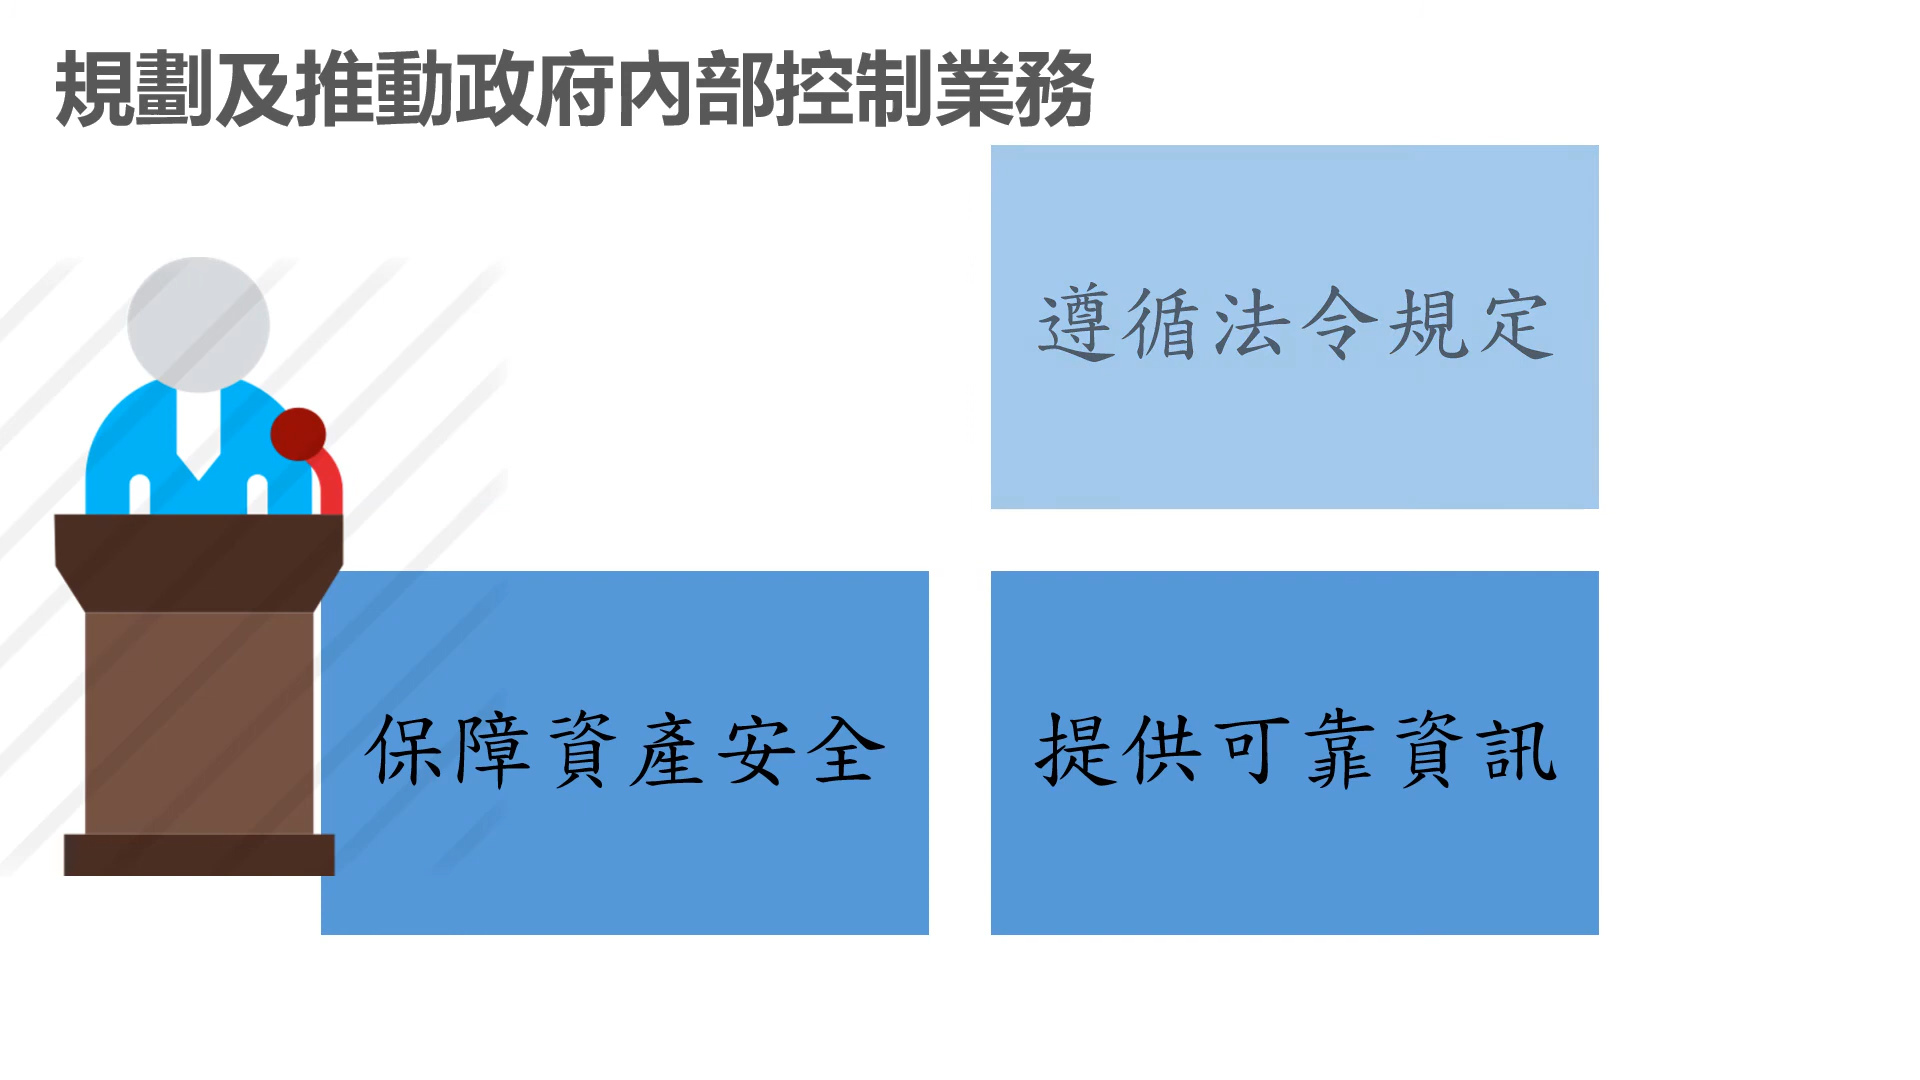 規劃及推動政府內部控制業務
遵循法令規定
保障資產安全
提供可靠資訊